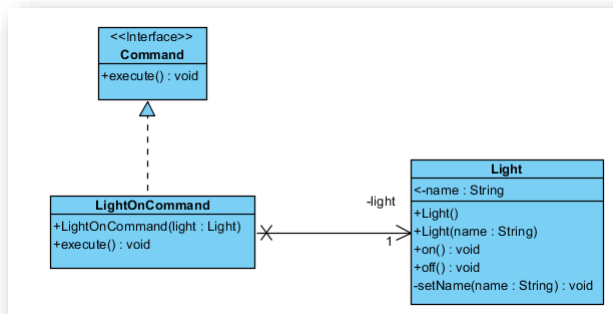 <<Interface>>
Command
+execute() : void
LightOnCommand
+LightOnCommand(light : Light)
+execute() : void
-light
1
Light
<-name : String
+Light()
+Light(name : String)
+on() : void
+off() : void
-setName(name : String) : void